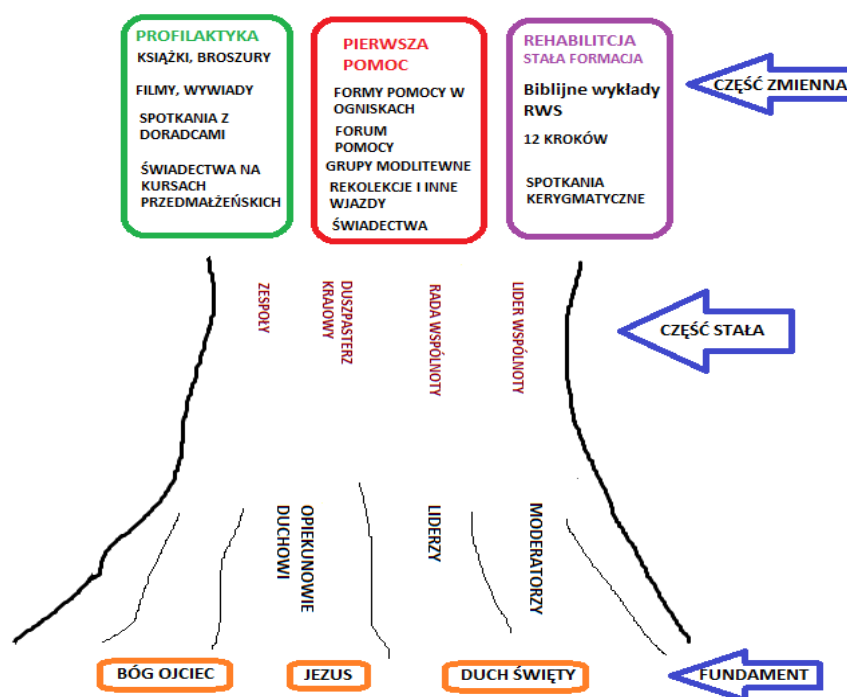 PROFILAKTYKA
KSIĄŻKI, BROSZURY
FILMY, WYWIADY
SPOTKANIA Z
DORADCAMI
ŚWIADECTWA NA
KURSACH
PRZEDMAŁŻEŃSKICH
PIERWSZA
POMOC
FORMY POMOCY W
OGNISKACH
FORUM
POMOCY
GRUPY MODLITEWNE
REKOLEKCJE I INNE
WJAZDY
ŚWIADECTWA
REHABILITCJA
STAŁA FORMACJA
Biblijne wykłady
RWS
12 KROKÓW
SPOTKANIA
KERYGMATYCZNE
CZĘŚĆ ZMIENNA
ZESPOŁY
DUSZPASTERZ
KRAJOWY
RADA WSPÓLNOTY
LIDER WSPÓLNOTY
CZĘŚĆ STAŁA
OPIEKUNOWIE
DUCHOWI
LIDERZY
MODERATORZY
BÓG OJCIEC
JEZUS
DUCH ŚWIĘTY
FUNDAMENT